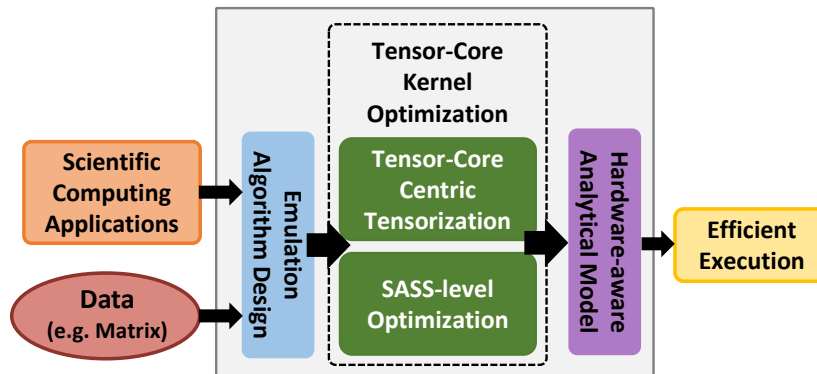 Scientific
Computing
Applications
Data
(e.g. Matrix)
Emulation
Algorithm Design
Tensor-Core
Kernel
Optimization
Tensor-Core
Centric
Tensorization
SASS-level
Optimization
Hardware-aware
Analytical Model
Efficient
Execution